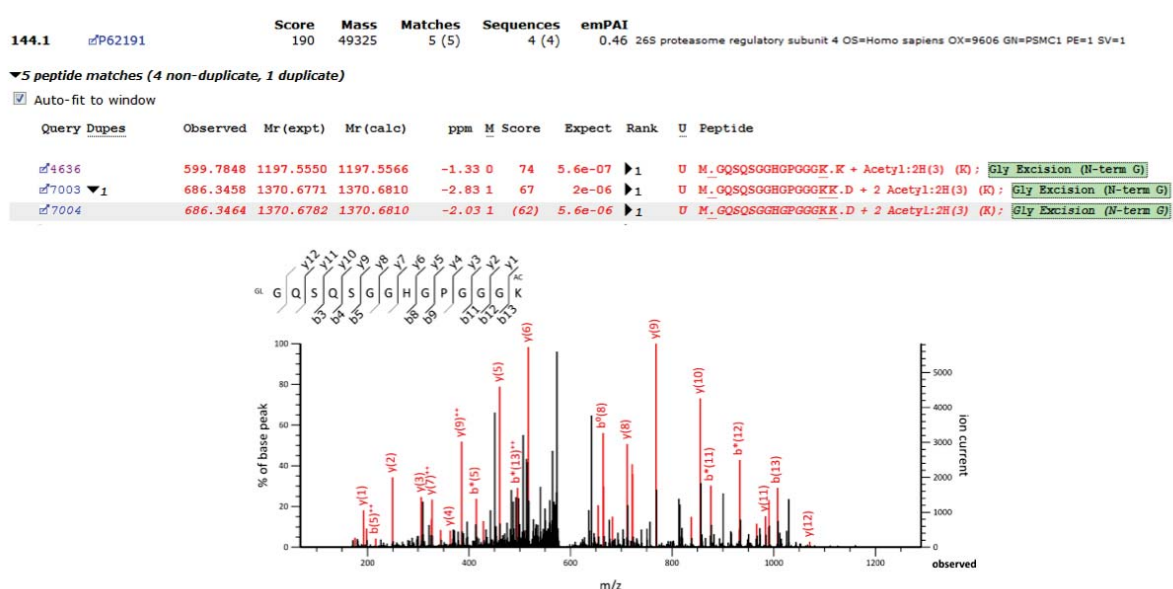 Score Mass Matches Sequences emPAI
144.1 P62191 190 49325 5 (5) 4 (4) 0.46 26S proteasome regulatory subunit 4 OS=Homo sapiens OX=9606 GN=PSMC1 PE=1 SV=1
▼5 peptide matches (4 non-duplicate, 1 duplicate)
Auto-fit to window
Query Dupes Observed Mr(expt) Mr(calc) ppm M Score Expect Rank U Peptide
4636 599.7848 1197.5550 1197.5566 -1.33 0 74 5.6e-07 ▶1 U M.GQSQSGGHGPGGGK.K + Acetyl:2H(3) (K); Gly Excision (N-term G)
7003 ▼1 686.3458 1370.6771 1370.6810 -2.83 1 67 2e-06 ▶1 U M.GQSQSGGHGPGGGKK.D + 2 Acetyl:2H(3) (K); Gly Excision (N-term G)
7004 686.3464 1370.6782 1370.6810 -2.03 1 (62) 5.6e-06 ▶1 U M.GQSQSGGHGPGGGKK.D + 2 Acetyl:2H(3) (K); Gly Excision (N-term G)
y12 y11 y10 y9 y8 y7 y6 y5 y4 y3 y2 y1
AC
GL G Q S Q S G G H G P G G G K
b3 b4 b5 b8 b9 b11 b12 b13
% of base peak
100
80
60
40
20
0
y(1)
b(5)++
y(2)
y(3)
y(7)++
y(4)
y(9)++
b*(5)
y(5)
b*(13)++
y(6)
b⁰(8)
y(8)
y(9)
y(10)
b*(11)
b*(12)
y(11)
b(13)
y(12)
5000
4000
3000
2000
1000
0
ion current
200 400 600 800 1000 1200
observed
m/z